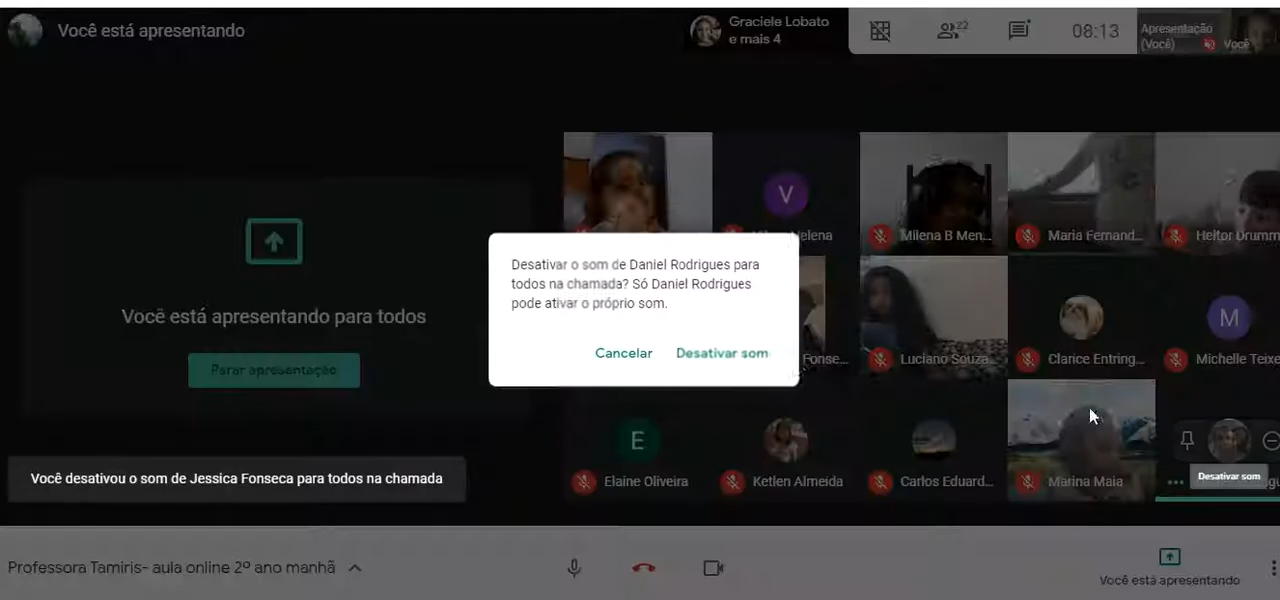 Você está apresentando
Graciele Lobato
e mais 4
22
08:13
Apresentação
(Você)
Você
V
Helena
Milena B Men...
Maria Fernand...
Heitor Drumm
Desativar o som de Daniel Rodrigues para
todos na chamada? Só Daniel Rodrigues
pode ativar o próprio som.
Cancelar
Desativar som
Você está apresentando para todos
Parar apresentação
Fonse...
Luciano Souza...
Clarice Entring...
M
Michelle Teixe
E
Elaine Oliveira
Ketlen Almeida
Carlos Eduard...
Marina Maia
Desativar som
Você desativou o som de Jessica Fonseca para todos na chamada
Professora Tamiris- aula online 2º ano manhã
Você está apresentando